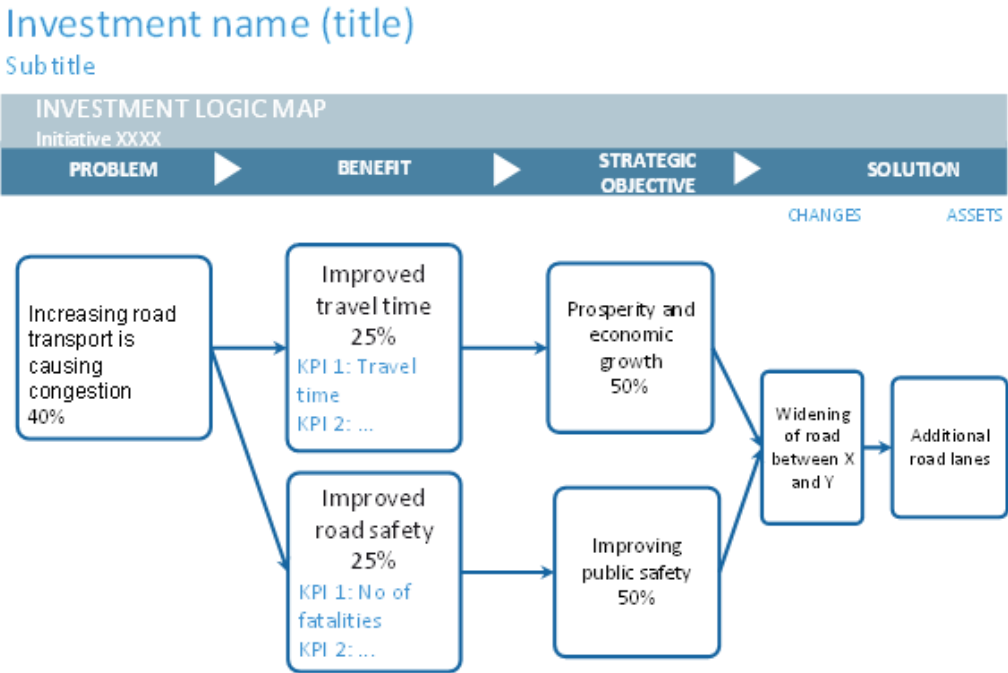 Investment name (title)
Subtitle
INVESTMENT LOGIC MAP
Initiative XXXX
PROBLEM
BENEFIT
STRATEGIC
OBJECTIVE
SOLUTION
CHANGES
ASSETS
Increasing road
transport is
causing
congestion
40%
Improved
travel time
25%
KPI 1: Travel
time
KPI 2: ...
Prosperity and
economic
growth
50%
Widening
of road
between X
and Y
Additional
road lanes
Improved
road safety
25%
KPI 1: No of
fatalities
KPI 2: ...
Improving
public safety
50%